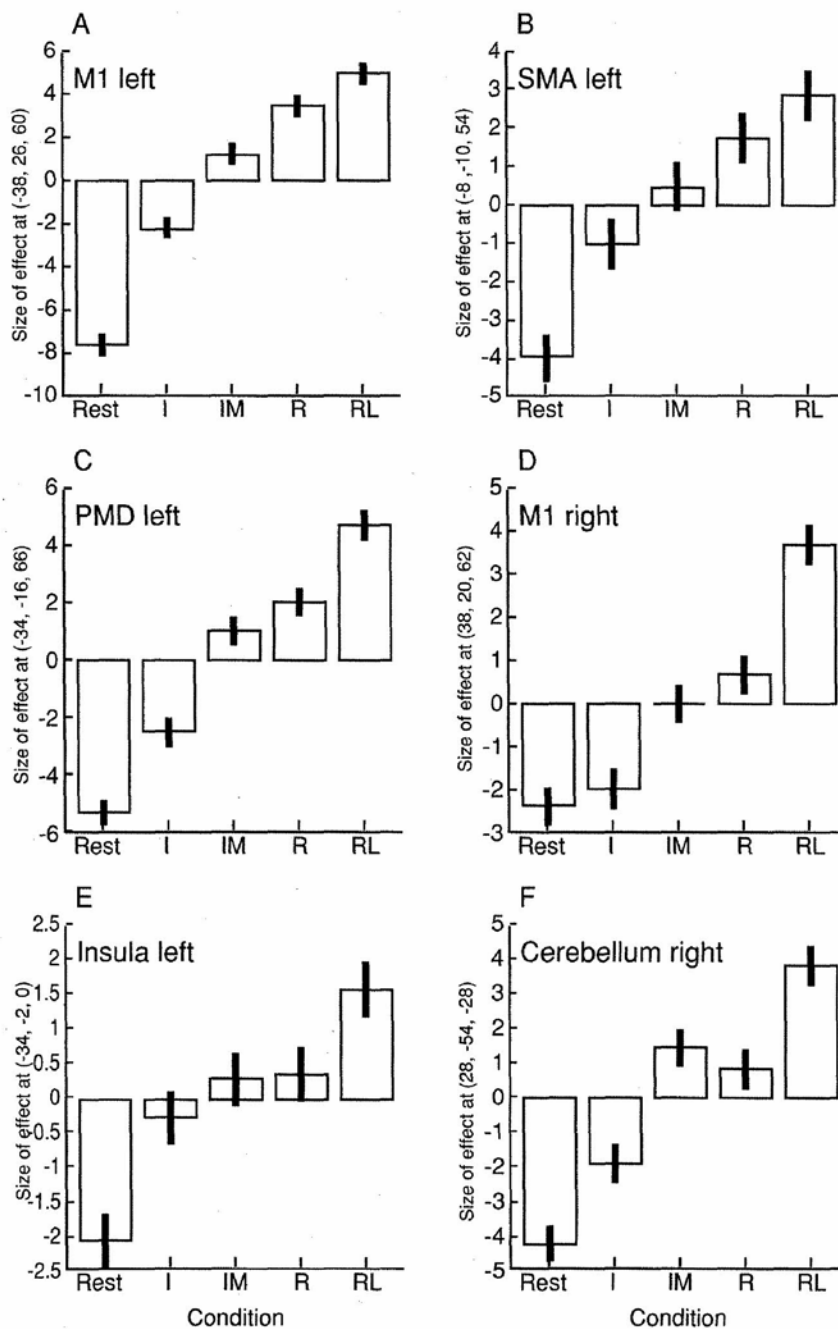 A
M1 left
Size of effect at (-38, 26, 60)
6
4
2
0
-2
-4
-6
-8
-10
Rest I IM R RL
B
SMA left
Size of effect at (-8 ,-10, 54)
4
3
2
1
0
-1
-2
-3
-4
-5
Rest I IM R RL
C
PMD left
Size of effect at (-34, -16, 66)
6
4
2
0
-2
-4
-6
Rest I IM R RL
D
M1 right
Size of effect at (38, 20, 62)
5
4
3
2
1
0
-1
-2
-3
Rest I IM R RL
E
Insula left
Size of effect at (-34, -2, 0)
2.5
2
1.5
1
0.5
0
-0.5
-1
-1.5
-2
-2.5
Rest I IM R RL
Condition
F
Cerebellum right
Size of effect at (28, -54, -28)
5
4
3
2
1
0
-1
-2
-3
-4
-5
Rest I IM R RL
Condition